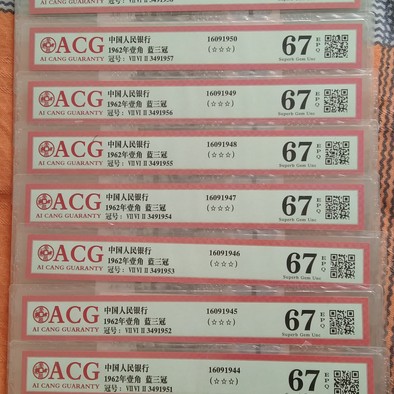 ACG
AI CANG GUARANTY
中国人民银行
1962年壹角 蓝三冠
冠号: VII VI II 3491957
16091950
(☆☆☆)
67
EPQ
Superb Gem Unc
ACG
AI CANG GUARANTY
中国人民银行
1962年壹角 蓝三冠
冠号: VII VI II 3491956
16091949
(☆☆☆)
67
EPQ
Superb Gem Unc
ACG
AI CANG GUARANTY
中国人民银行
1962年壹角 蓝三冠
冠号: VII VI II 3491955
16091948
(☆☆☆)
67
EPQ
Superb Gem Unc
ACG
AI CANG GUARANTY
中国人民银行
1962年壹角 蓝三冠
冠号: VII VI II 3491954
16091947
(☆☆☆)
67
EPQ
Superb Gem Unc
ACG
AI CANG GUARANTY
中国人民银行
1962年壹角 蓝三冠
冠号: VII VI II 3491953
16091946
(☆☆☆)
67
EPQ
Superb Gem Unc
ACG
AI CANG GUARANTY
中国人民银行
1962年壹角 蓝三冠
冠号: VII VI II 3491952
16091945
(☆☆☆)
67
EPQ
Superb Gem Unc
ACG
AI CANG GUARANTY
中国人民银行
1962年壹角 蓝三冠
冠号: VII VI II 3491951
16091944
(☆☆☆)
67
EPQ
Superb Gem Unc